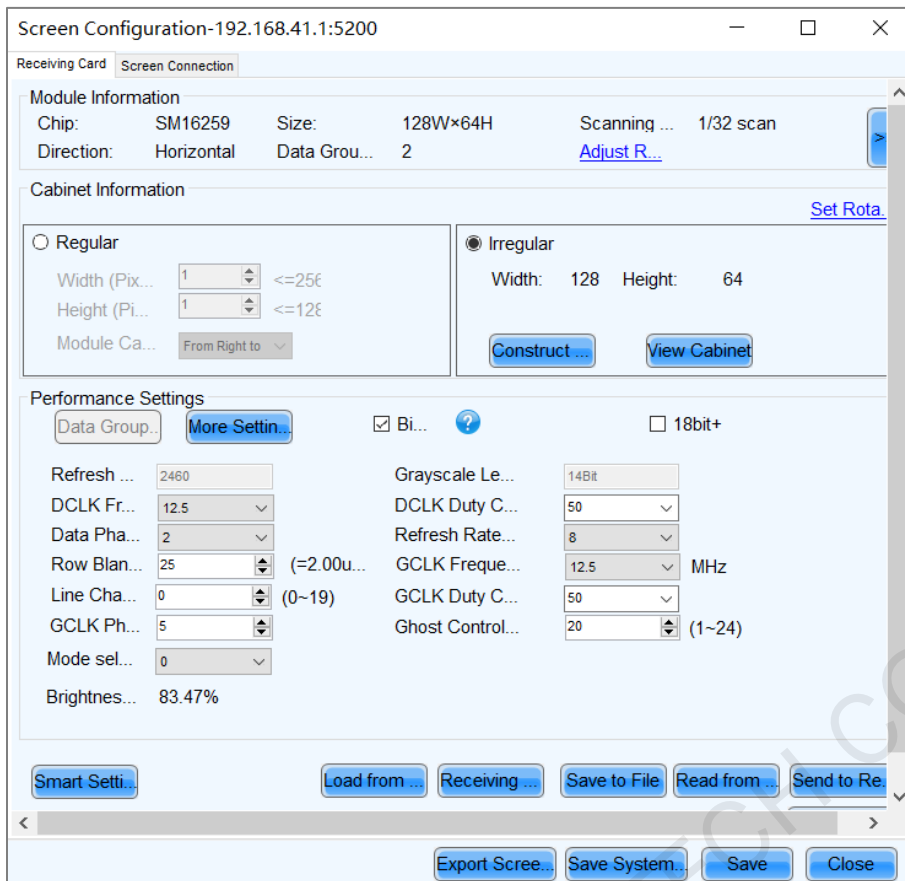 Screen Configuration-192.168.41.1:5200
Receiving Card Screen Connection
Module Information
Chip: SM16259 Size: 128W×64H Scanning ... 1/32 scan
Direction: Horizontal Data Grou... 2 Adjust R... >
Cabinet Information
Set Rota.
Regular
Width (Pix... 1 <=256
Height (Pi... 1 <=128
Module Ca... From Right to
Irregular
Width: 128 Height: 64
Construct ... View Cabinet
Performance Settings
Data Group.. More Settin... Bi... ? 18bit+
Refresh ... 2460 Grayscale Le... 14Bit
DCLK Fr... 12.5 DCLK Duty C... 50
Data Pha... 2 Refresh Rate... 8
Row Blan... 25 (=2.00u... GCLK Freque... 12.5 MHz
Line Cha... 0 (0~19) GCLK Duty C... 50
GCLK Ph... 5 Ghost Control... 20 (1~24)
Mode sel... 0
Brightnes... 83.47%
Smart Setti... Load from ... Receiving ... Save to File Read from ... Send to Re.
Export Scree... Save System... Save Close
TECH CO